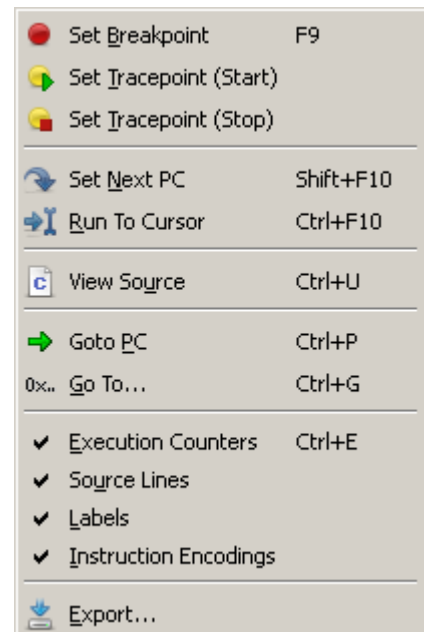 Set Breakpoint F9
Set Tracepoint (Start)
Set Tracepoint (Stop)
Set Next PC Shift+F10
Run To Cursor Ctrl+F10
c View Source Ctrl+U
Goto PC Ctrl+P
0x.. Go To... Ctrl+G
Execution Counters Ctrl+E
Source Lines
Labels
Instruction Encodings
Export...